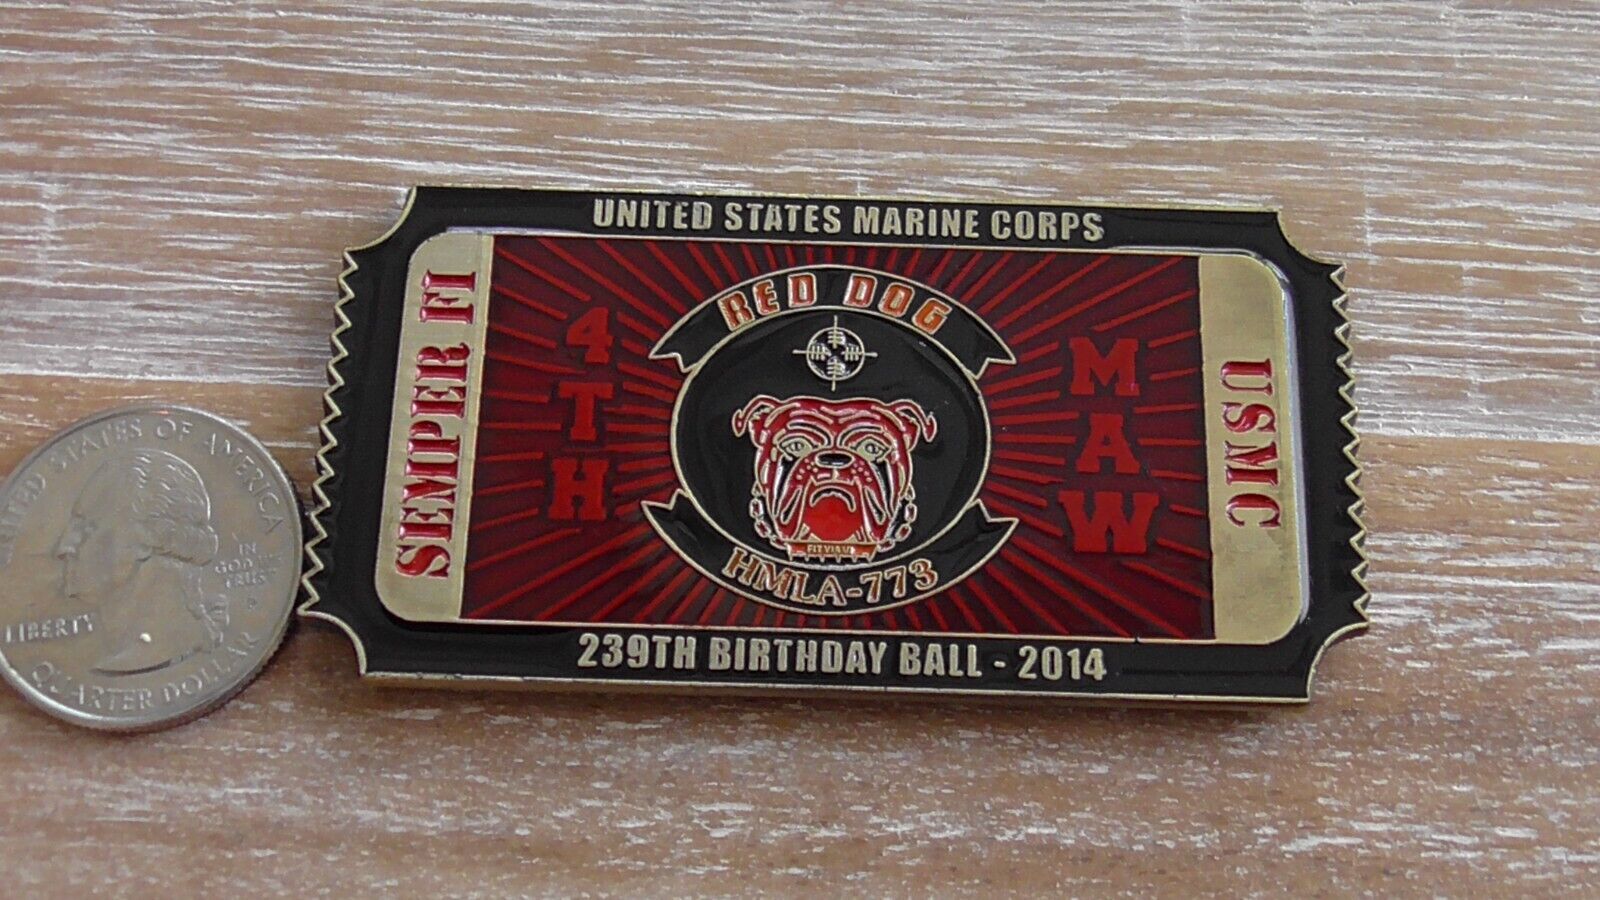 UNITED STATES MARINE CORPS
SEMPER FI
4TH
RED DOG
HMLA-773
MAW
USMC
239TH BIRTHDAY BALL - 2014
UNITED STATES OF AMERICA
LIBERTY
IN
GOD WE
TRUST
QUARTER DOLLAR